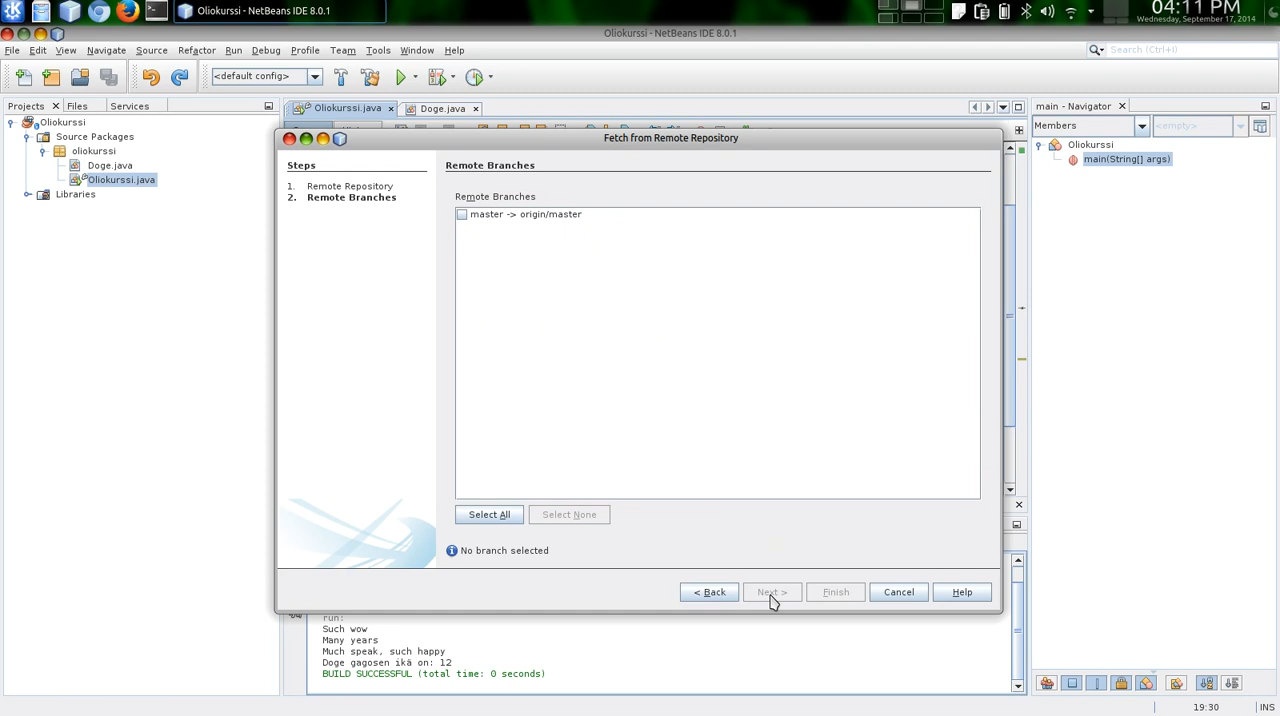 Oliokurssi - NetBeans IDE 8.0.1
04:11 PM
Wednesday, September 17, 2014
Oliokurssi - NetBeans IDE 8.0.1
File Edit View Navigate Source Refactor Run Debug Profile Team Tools Window Help
Search (Ctrl+I)
<default config>
Projects Files Services
Oliokurssi.java Doge.java
main - Navigator
Members
<empty>
Oliokurssi
Source Packages
oliokurssi
Doge.java
Oliokurssi.java
Libraries
Oliokurssi
main(String[] args)
Fetch from Remote Repository
Steps
1. Remote Repository
2. Remote Branches
Remote Branches
Remote Branches
master -> origin/master
Select All Select None
No branch selected
< Back Next > Finish Cancel Help
run:
Such wow
Many years
Much speak, such happy
Doge gagosen ikä on: 12
BUILD SUCCESSFUL (total time: 0 seconds)
19:30 INS